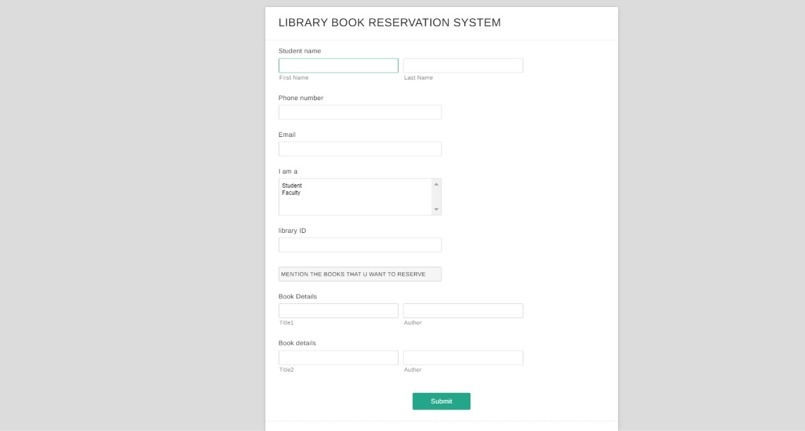 LIBRARY BOOK RESERVATION SYSTEM
Student name
First Name Last Name
Phone number
Email
I am a
Student
Faculty
library ID
MENTION THE BOOKS THAT U WANT TO RESERVE
Book Details
Title1 Author
Book details
Title2 Author
Submit